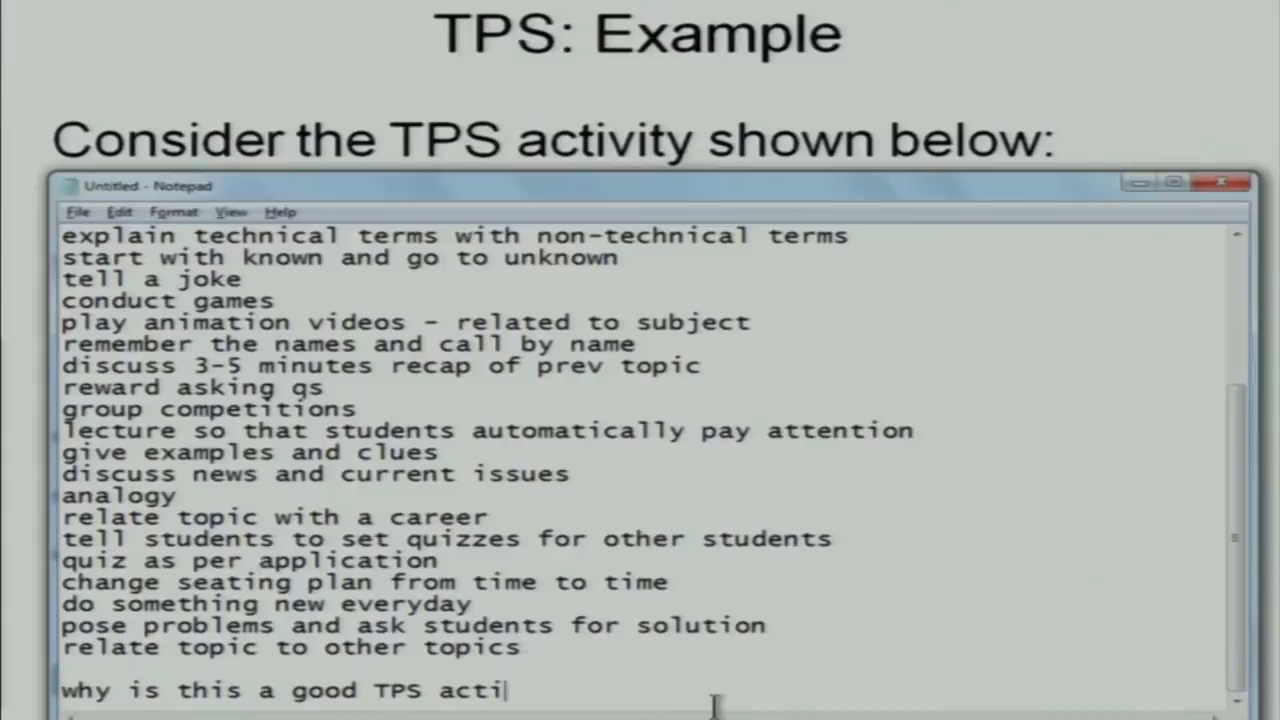 TPS: Example
Consider the TPS activity shown below:
Untitled - Notepad
File Edit Format View Help
explain technical terms with non-technical terms
start with known and go to unknown
tell a joke
conduct games
play animation videos - related to subject
remember the names and call by name
discuss 3-5 minutes recap of prev topic
reward asking qs
group competitions
lecture so that students automatically pay attention
give examples and clues
discuss news and current issues
analogy
relate topic with a career
tell students to set quizzes for other students
quiz as per application
change seating plan from time to time
do something new everyday
pose problems and ask students for solution
relate topic to other topics
why is this a good TPS acti